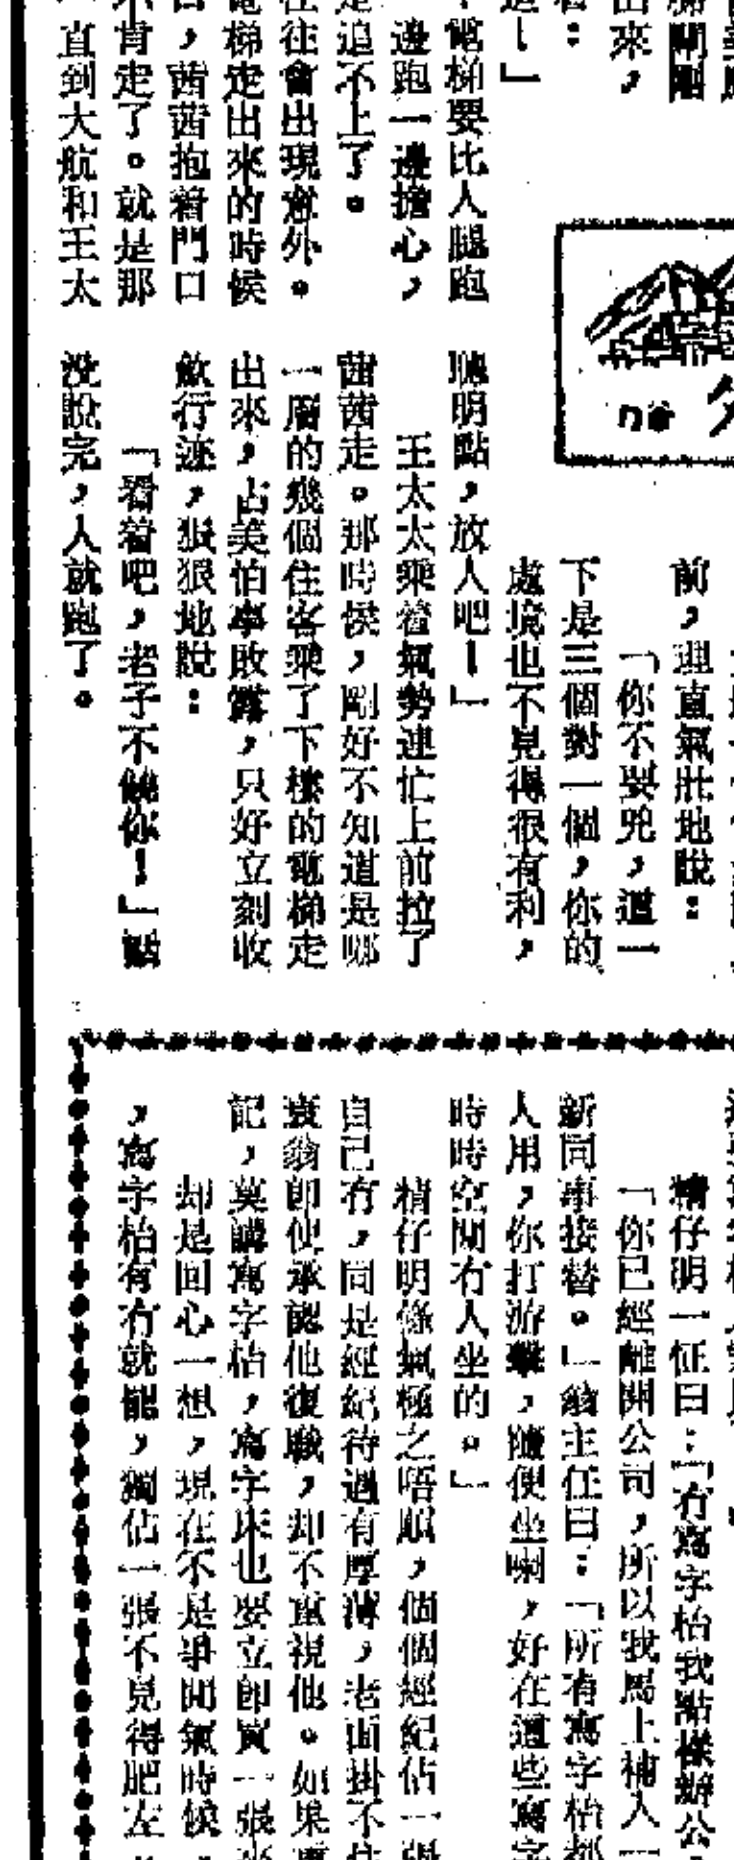 出來，
着：
電梯要比人腿跑
邊跑一邊擔心，
追不上了。
往往會出現意外。
電梯走出來的時候
，茜茜抱着門口
不肯走了。就是那
直到大航和王太
前，理直氣壯地說：
「你不要兇，這一
下是三個對一個，你的
處境也不見得很有利，
聰明點，放人吧！」
王太太乘着氣勢連忙上前拉了
茜茜走。那時候，剛好不知道是哪
一層的幾個住客乘了下樓的電梯走
出來，占美怕事敗露，只好立刻收
歛行迹，狠狠地說：
「看着吧，老子不饒你！」話
沒說完，人就跑了。
精仔明一怔曰：「冇寫字枱我點樣辦公，
「你已經離開公司，所以我馬上補入一
新同事接替。」翁主任曰：「所有寫字枱都
人用，你打游擊，隨便坐喇，好在這些寫字
時時空閒冇人坐的。」
精仔明條氣極之唔順，個個經紀佔一張
自己冇，同是經紀待遇有厚薄，老面掛不住
衰翁即使承認他復職，却不重視他。如果
記，莫講寫字枱，寫字床也要立即買一張
却是回心一想，現在不是爭閒氣時候，
，寫字枱有冇就罷，獨佔一張不見得肥左